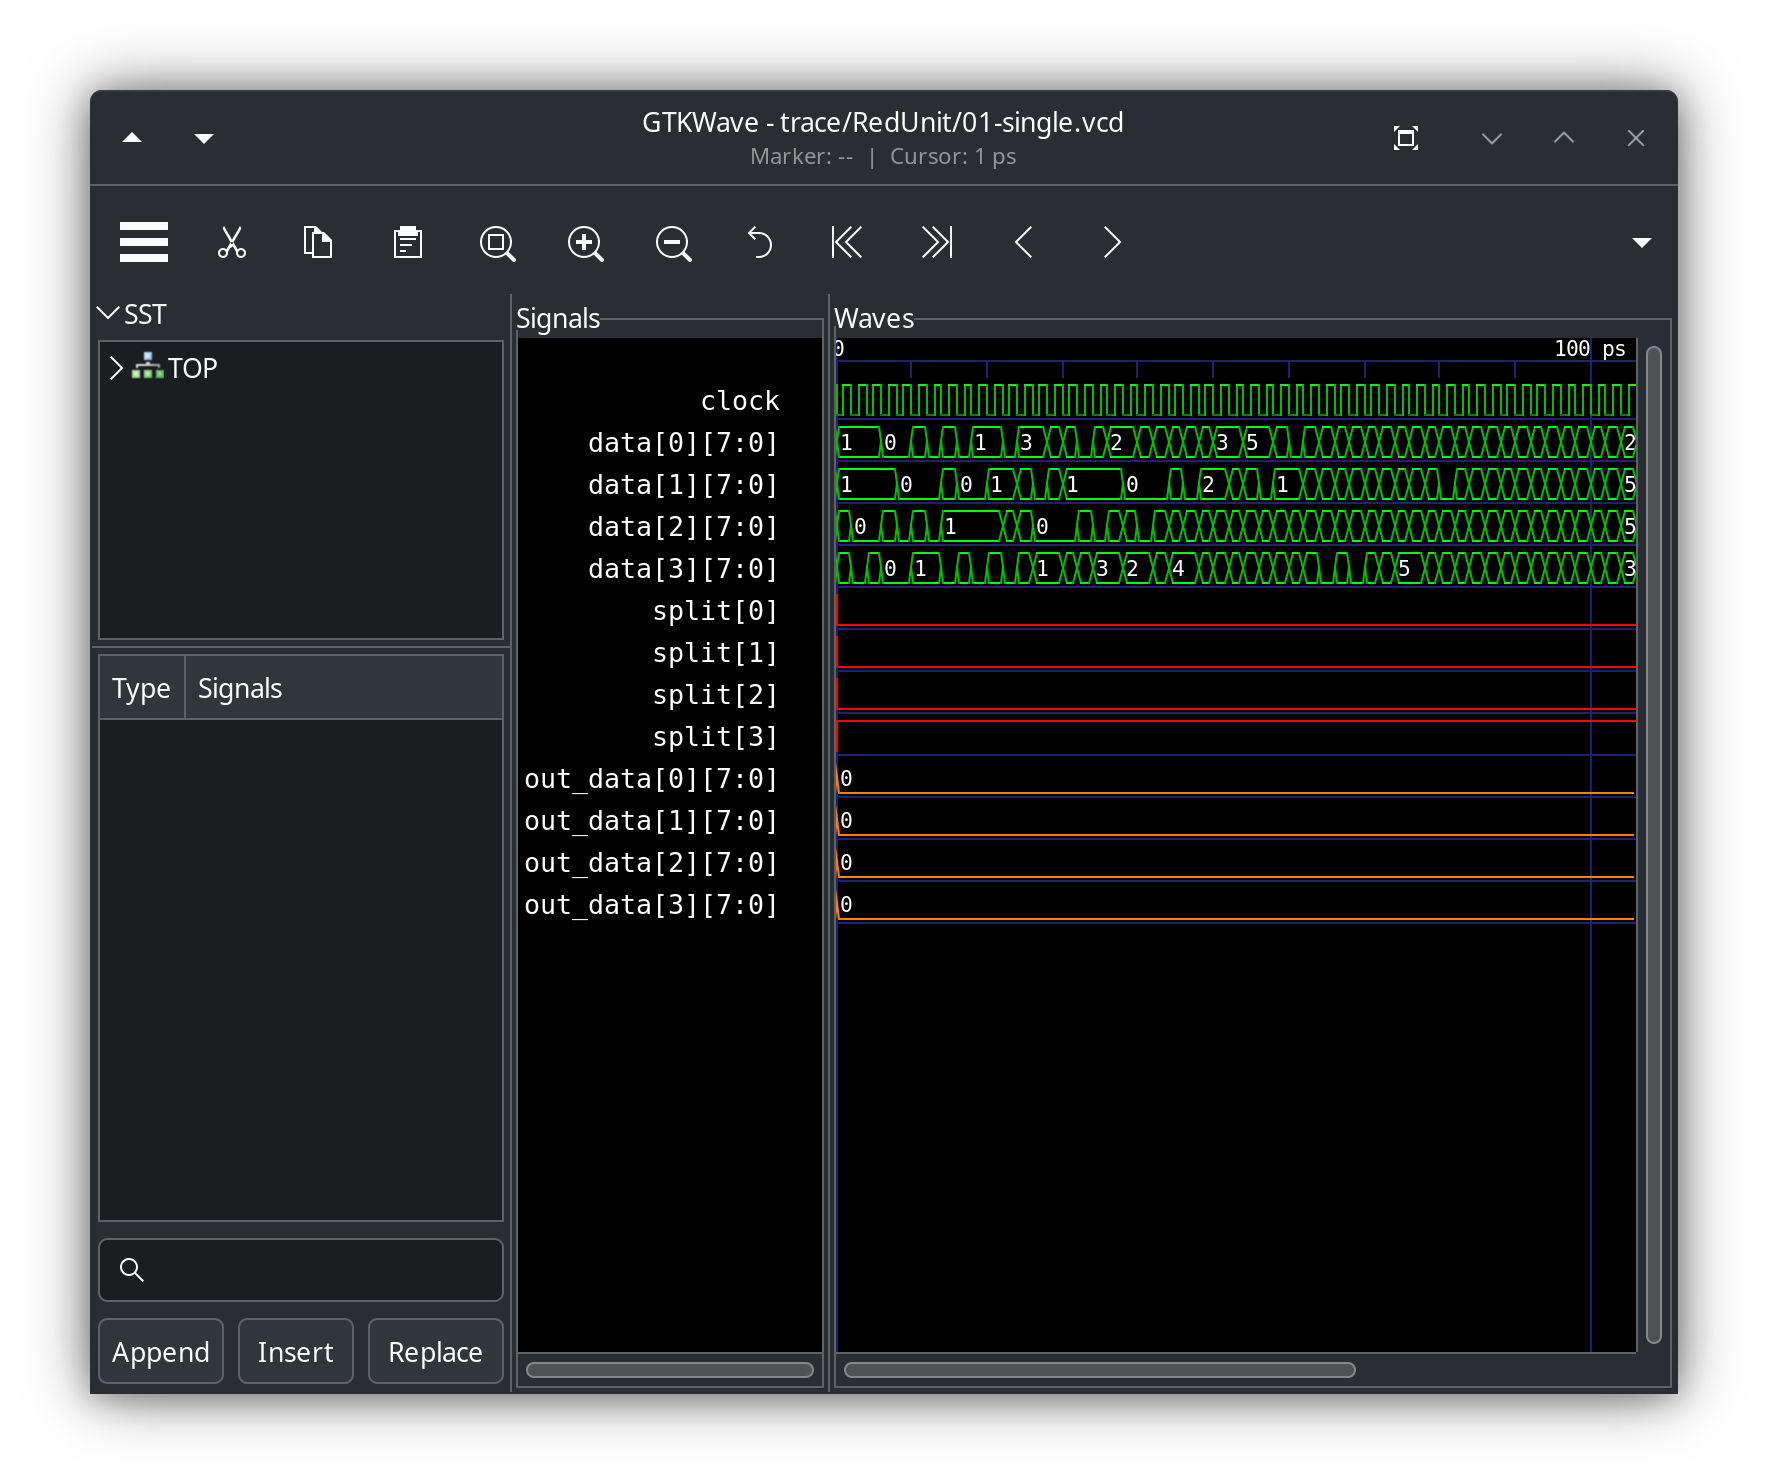 GTKWave - trace/RedUnit/01-single.vcd
Marker: -- | Cursor: 1 ps
SST
TOP
Type Signals
Append Insert Replace
Signals
clock
data[0][7:0]
data[1][7:0]
data[2][7:0]
data[3][7:0]
split[0]
split[1]
split[2]
split[3]
out_data[0][7:0]
out_data[1][7:0]
out_data[2][7:0]
out_data[3][7:0]
Waves
0 100 ps
1 0 1 3 2 3 5 2
1 0 0 1 1 0 2 1 5
0 1 0 5
0 1 1 3 2 4 5 3
0
0
0
0